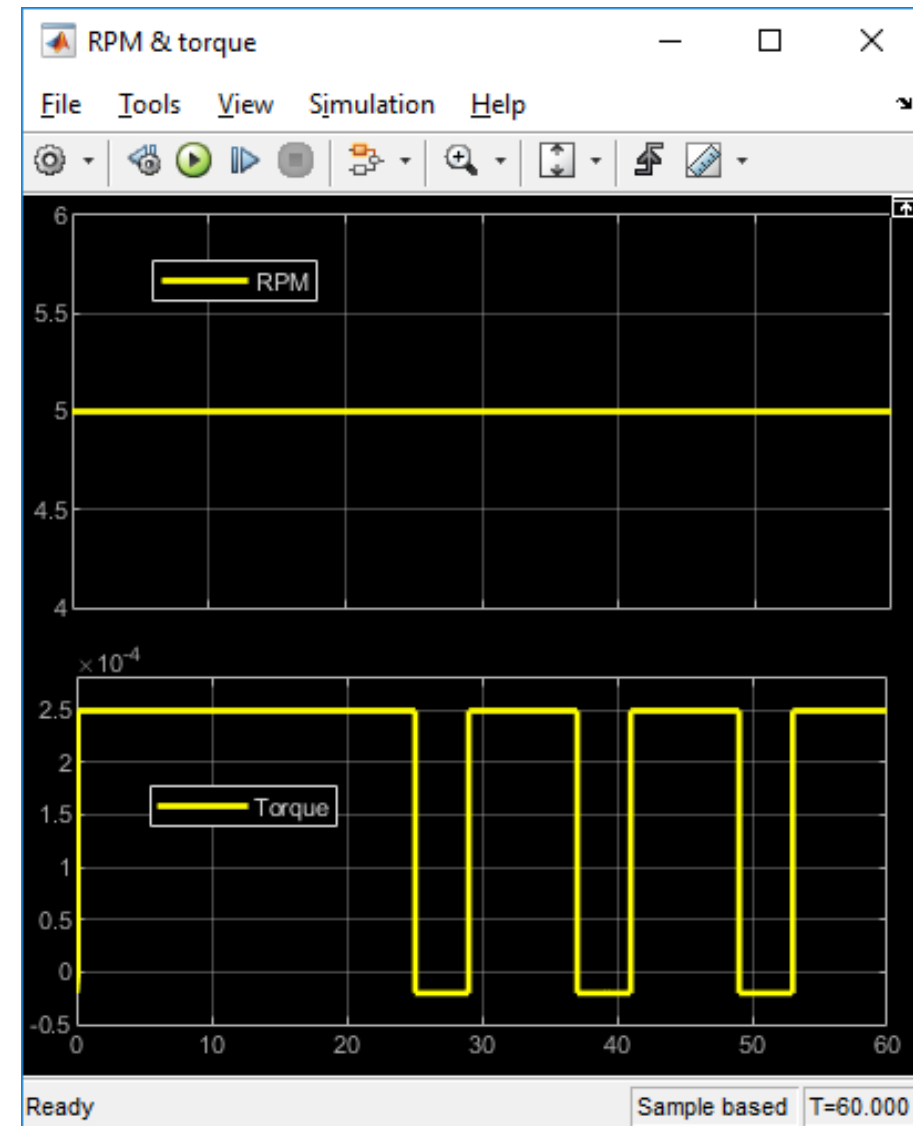 RPM & torque
File Tools View Simulation Help
6
RPM
5.5
5
4.5
4
×10⁻⁴
2.5
2
Torque
1.5
1
0.5
0
-0.5
0 10 20 30 40 50 60
Ready Sample based T=60.000